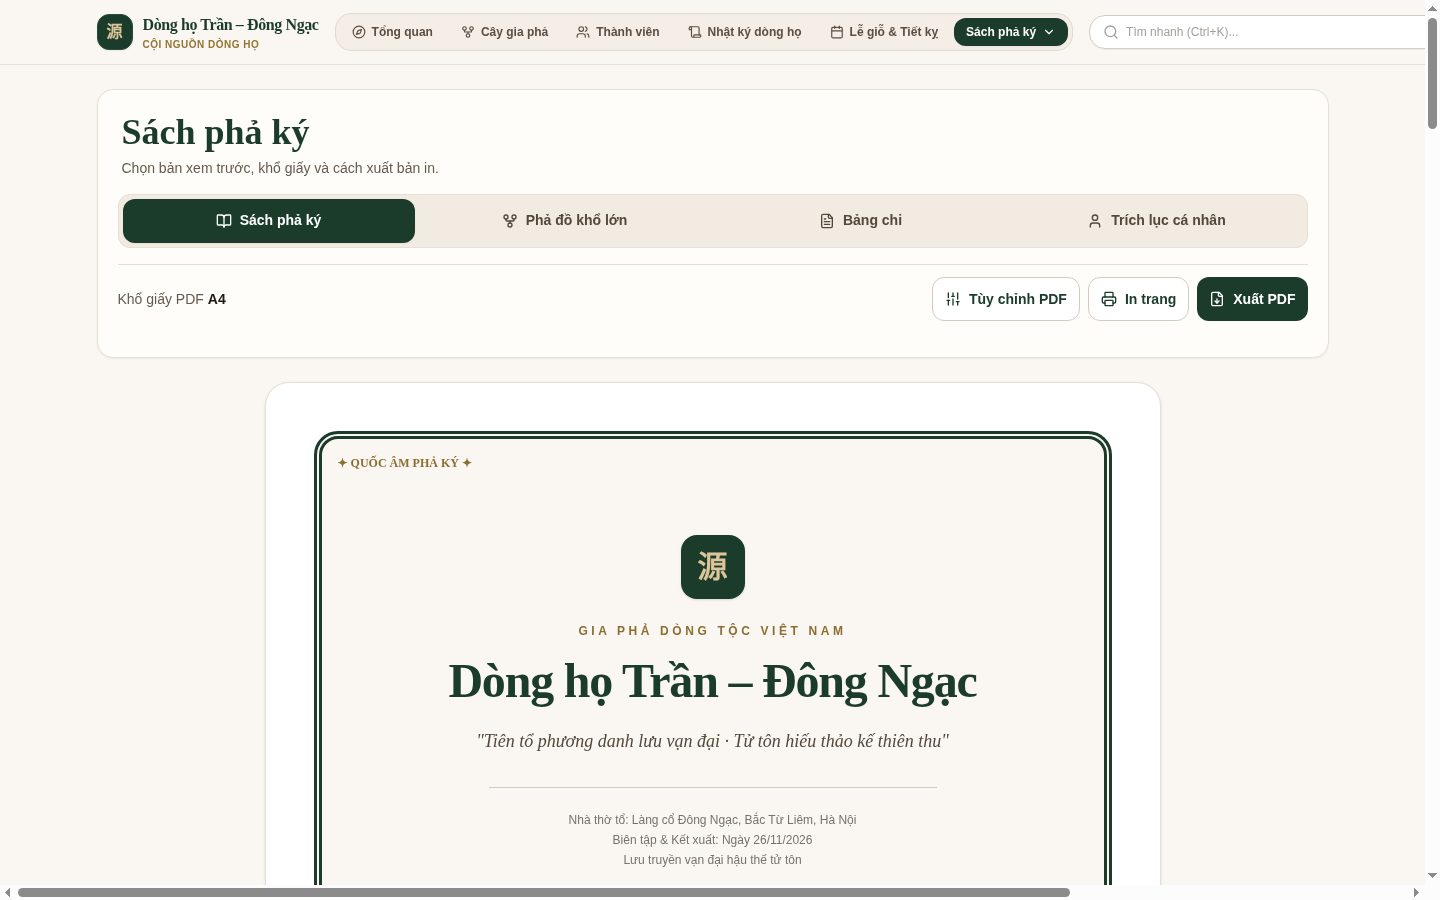 源
Dòng họ Trần – Đông Ngạc
CỘI NGUỒN DÒNG HỌ
Tổng quan
Cây gia phả
Thành viên
Nhật ký dòng họ
Lễ giỗ & Tiết kỵ
Sách phả ký
Tìm nhanh (Ctrl+K)...
Sách phả ký
Chọn bản xem trước, khổ giấy và cách xuất bản in.
Sách phả ký
Phả đồ khổ lớn
Bảng chi
Trích lục cá nhân
Khổ giấy PDF A4
Tùy chỉnh PDF
In trang
Xuất PDF
✦ QUỐC ÂM PHẢ KÝ ✦
源
GIA PHẢ DÒNG TỘC VIỆT NAM
Dòng họ Trần – Đông Ngạc
"Tiên tổ phương danh lưu vạn đại · Tử tôn hiếu thảo kế thiên thu"
Nhà thờ tổ: Làng cổ Đông Ngạc, Bắc Từ Liêm, Hà Nội
Biên tập & Kết xuất: Ngày 26/11/2026
Lưu truyền vạn đại hậu thế tử tôn